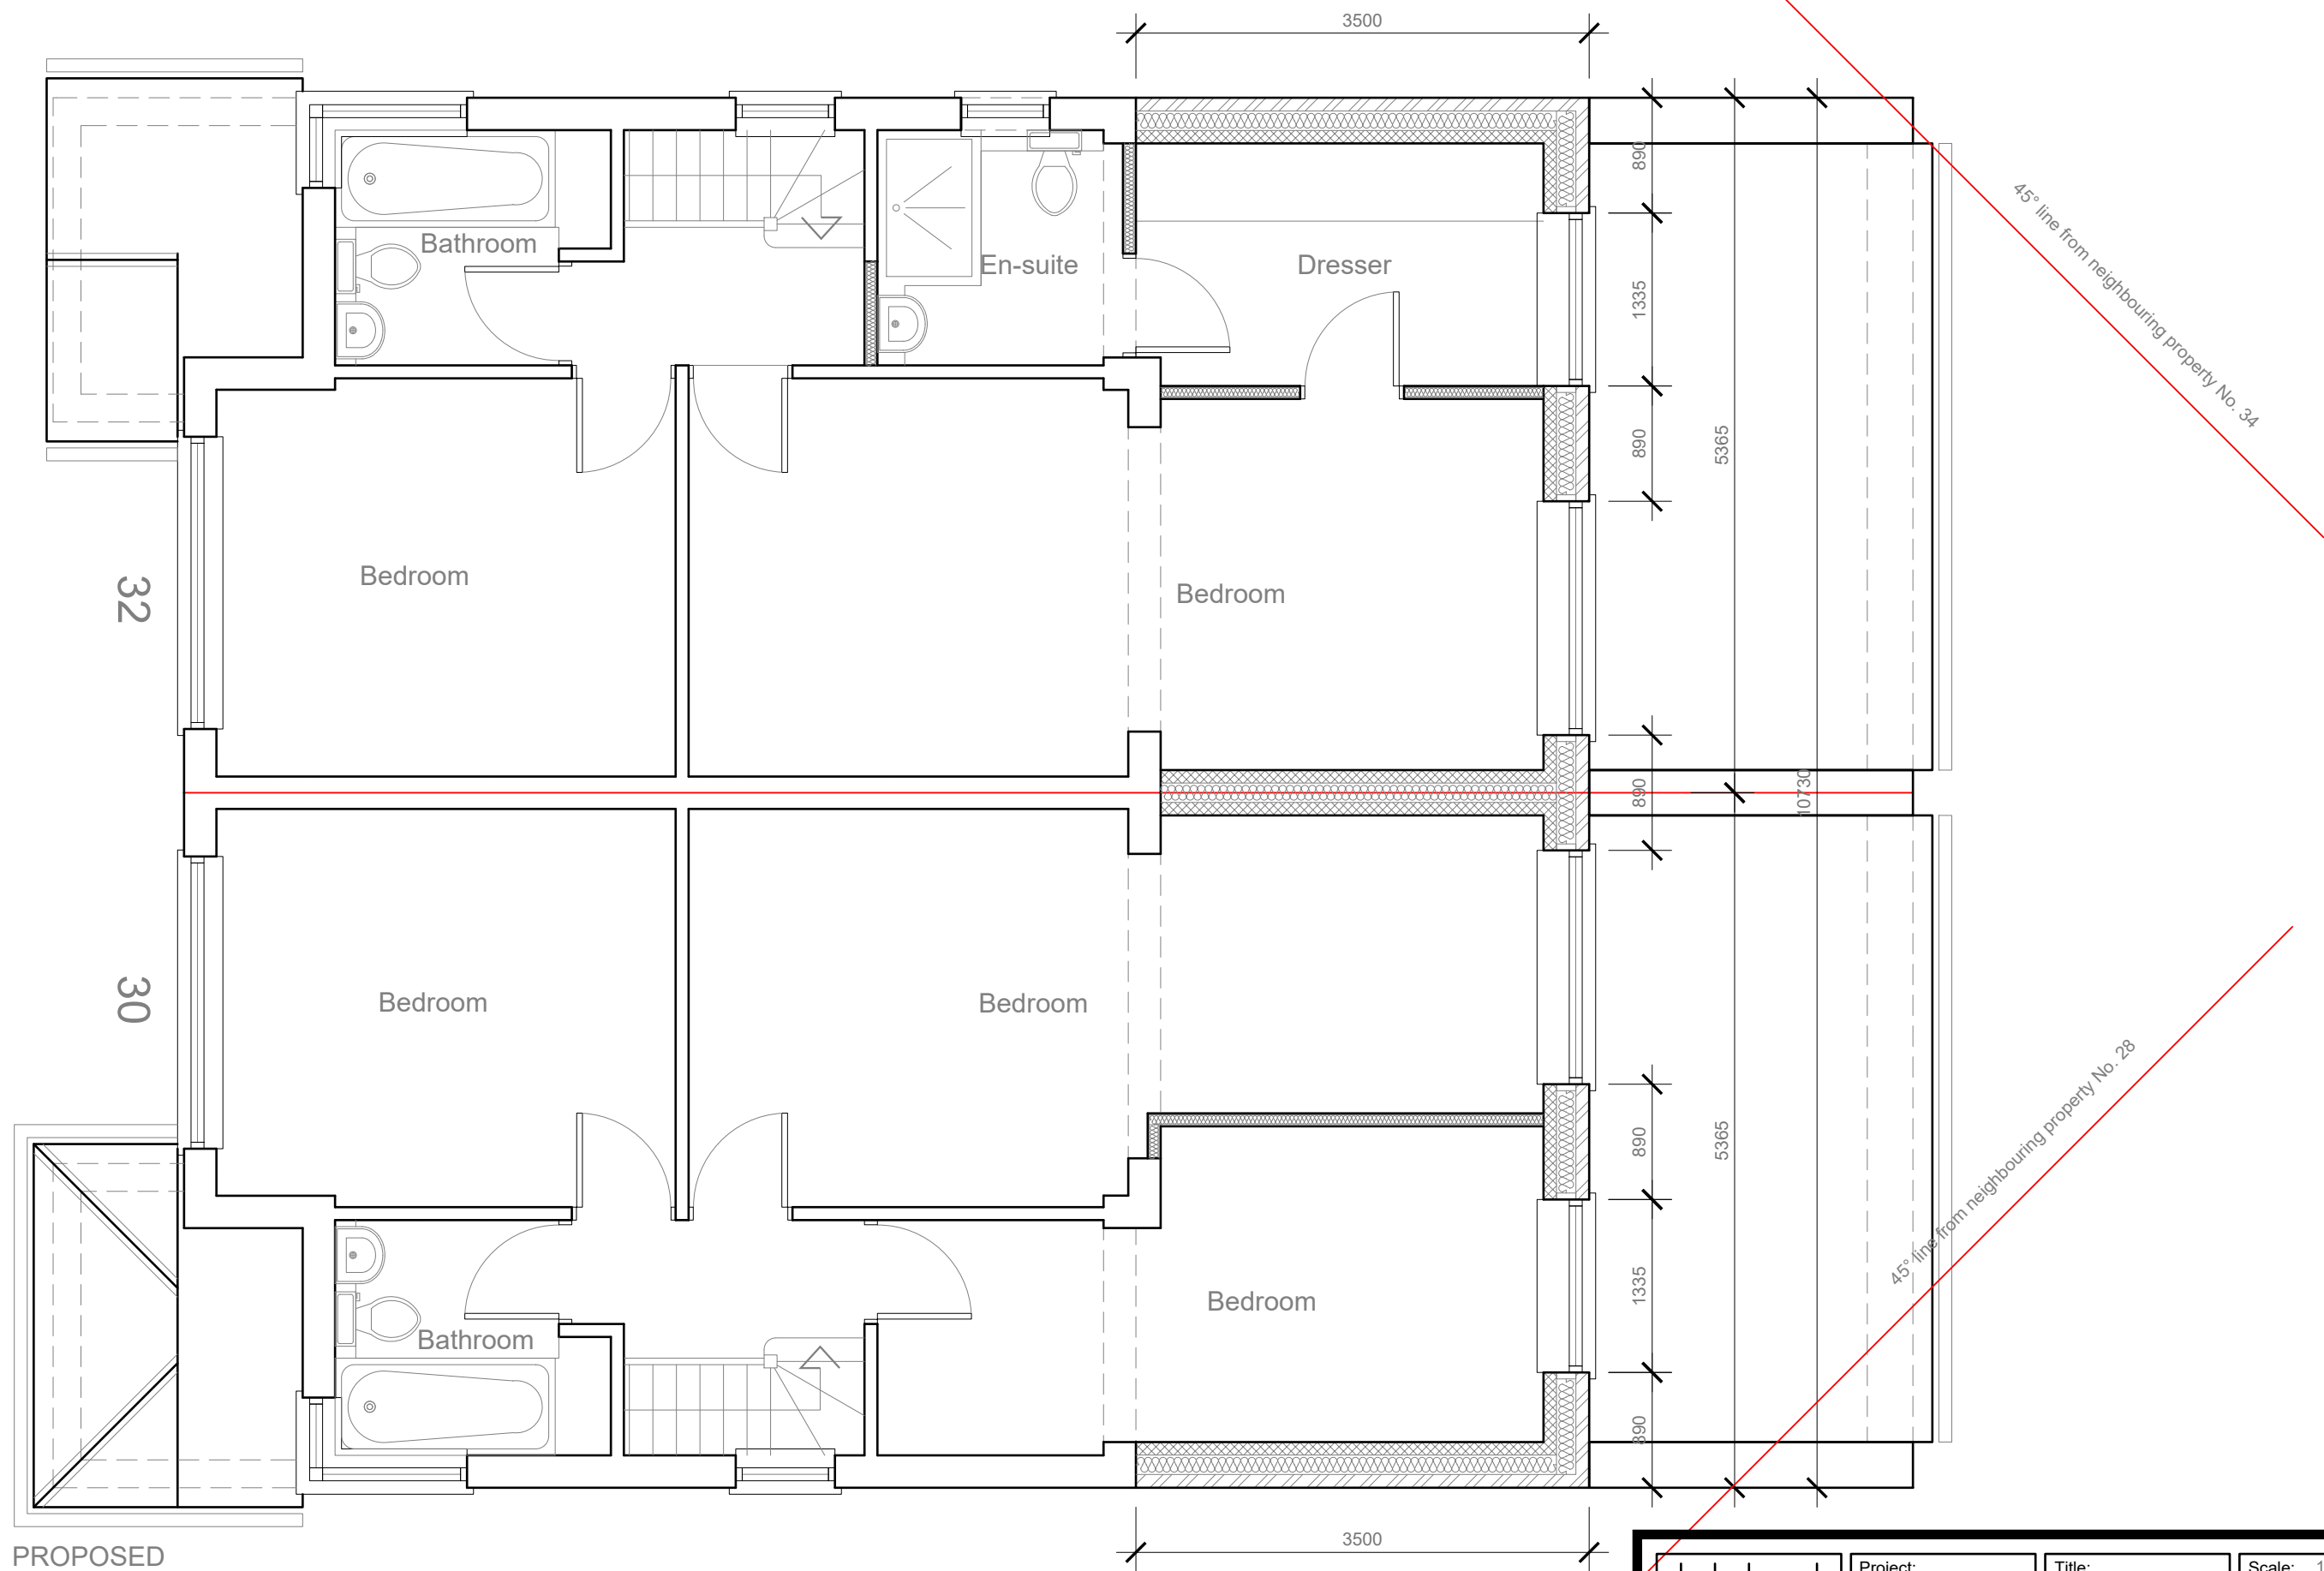 3500
890
45° line from neighbouring property No. 34
Bathroom
En-suite
Dresser
1335
890
5365
32
Bedroom
Bedroom
890
10730
30
Bedroom
Bedroom
890
5365
45° line from neighbouring property No. 28
1335
Bedroom
Bathroom
890
3500
PROPOSED
Project:
Title:
Scale: 1